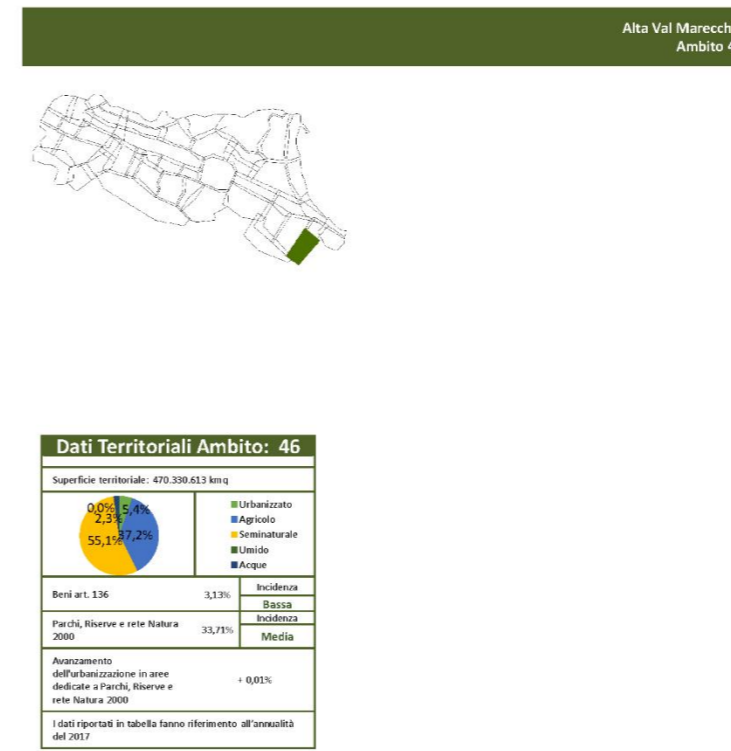 Alta Val Marecch
Ambito 4
Dati Territoriali Ambito: 46
Superficie territoriale: 470.330.613 kmq
0,0%
5,4%
2,3%
37,2%
55,1%
Urbanizzato
Agricolo
Seminaturale
Umido
Acque
Beni art. 136 3,13% Incidenza
Bassa
Parchi, Riserve e rete Natura
2000 33,71% Incidenza
Media
Avanzamento
dell'urbanizzazione in aree
dedicate a Parchi, Riserve e
rete Natura 2000 + 0,01%
I dati riportati in tabella fanno riferimento all'annualità
del 2017